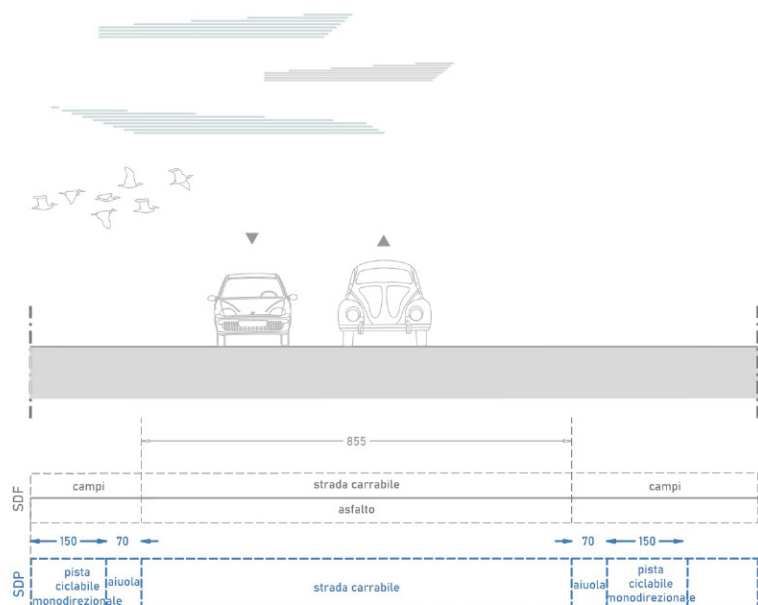 855
SDF
campi
strada carrabile
campi
asfalto
150
70
70
150
SDP
pista
ciclabile
monodirezionale
aiuola
strada carrabile
aiuola
pista
ciclabile
monodirezionale